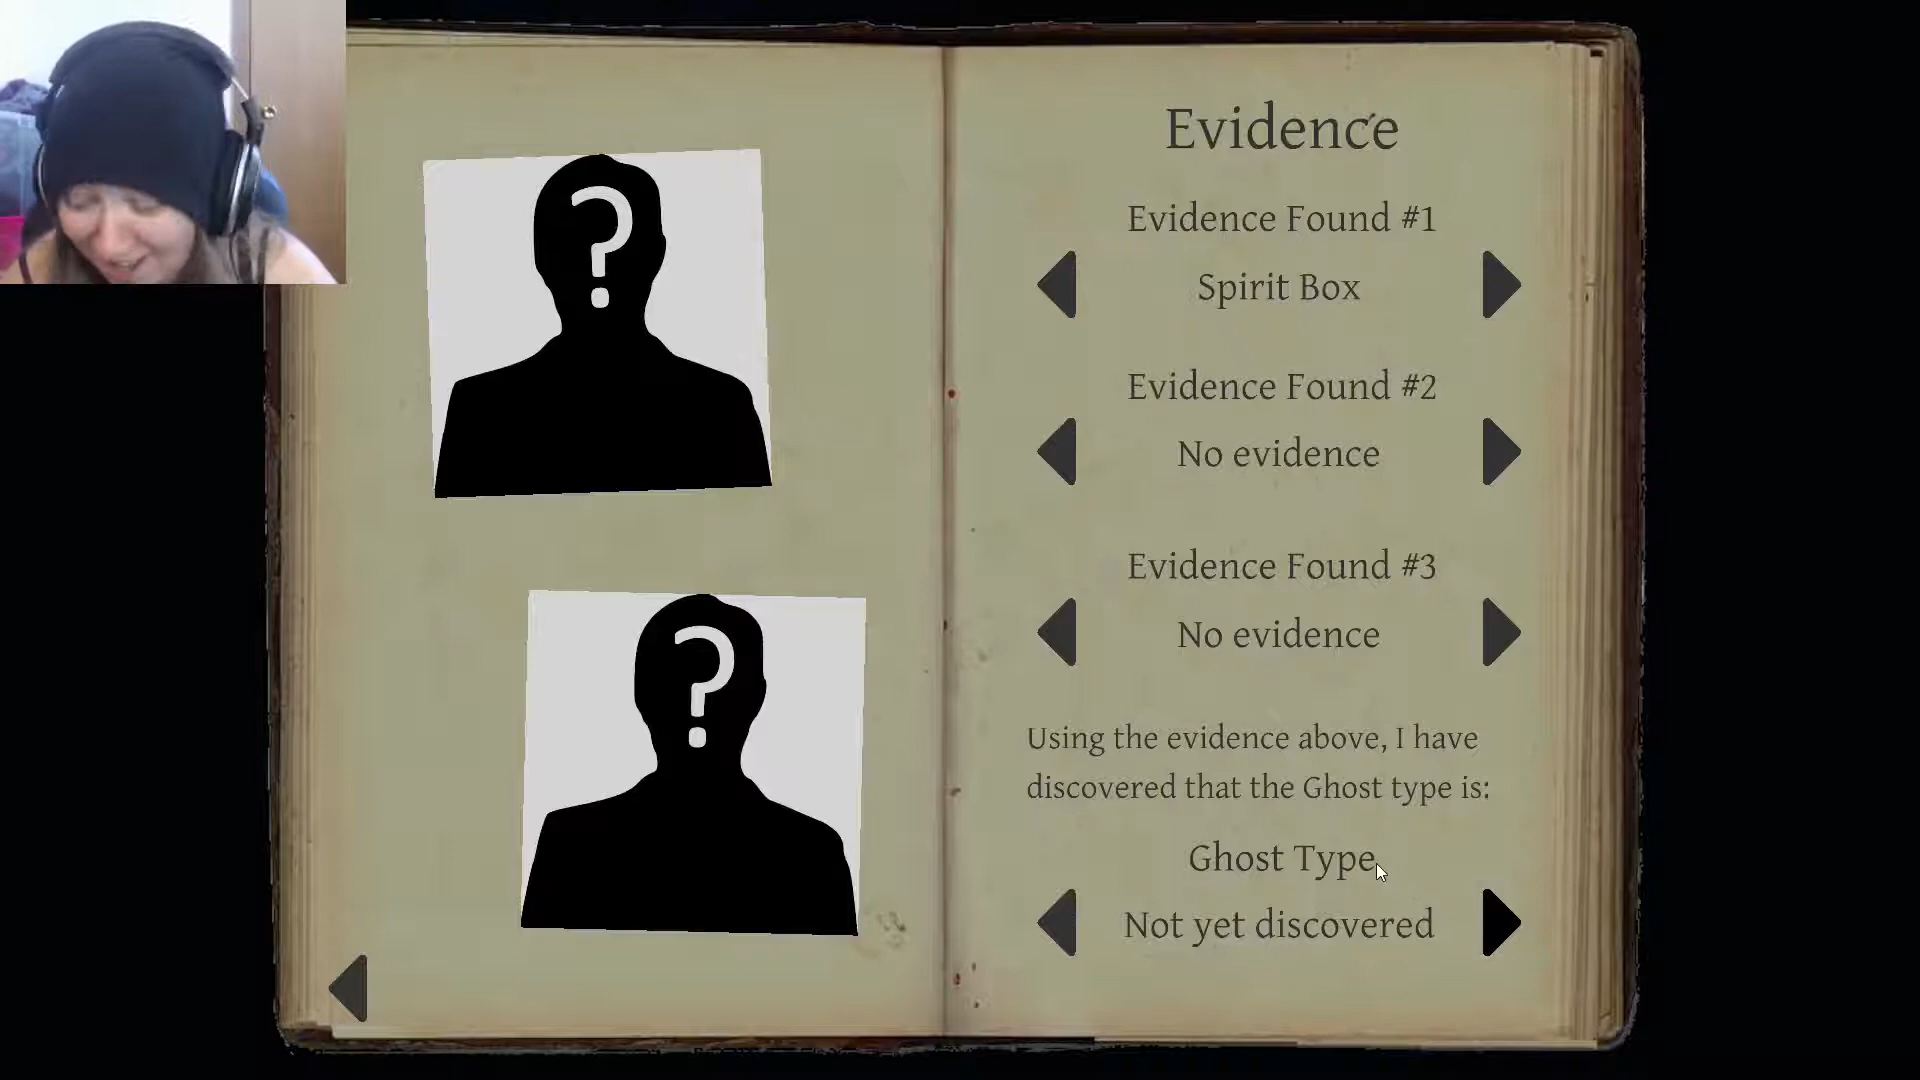 Evidence
Evidence Found #1
Spirit Box
Evidence Found #2
No evidence
Evidence Found #3
No evidence
Using the evidence above, I have
discovered that the Ghost type is:
Ghost Type
Not yet discovered
?
?